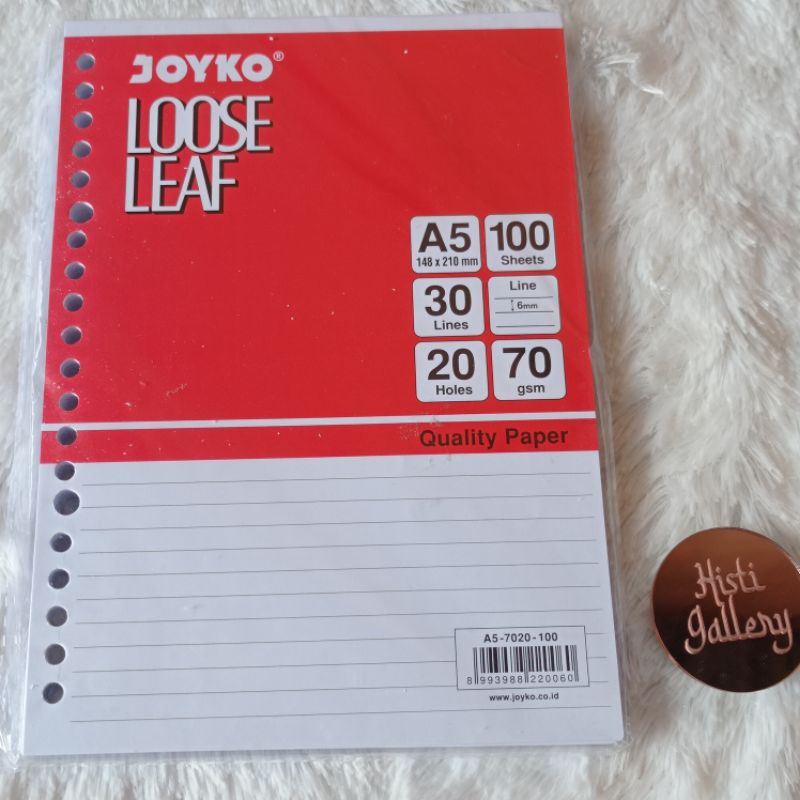 JOYKO®
LOOSE
LEAF
A5
148 x 210 mm
100
Sheets
30
Lines
Line
6mm
20
Holes
70
gsm
Quality Paper
A5-7020-100
8 993988 220060
www.joyko.co.id
Histi
gallery